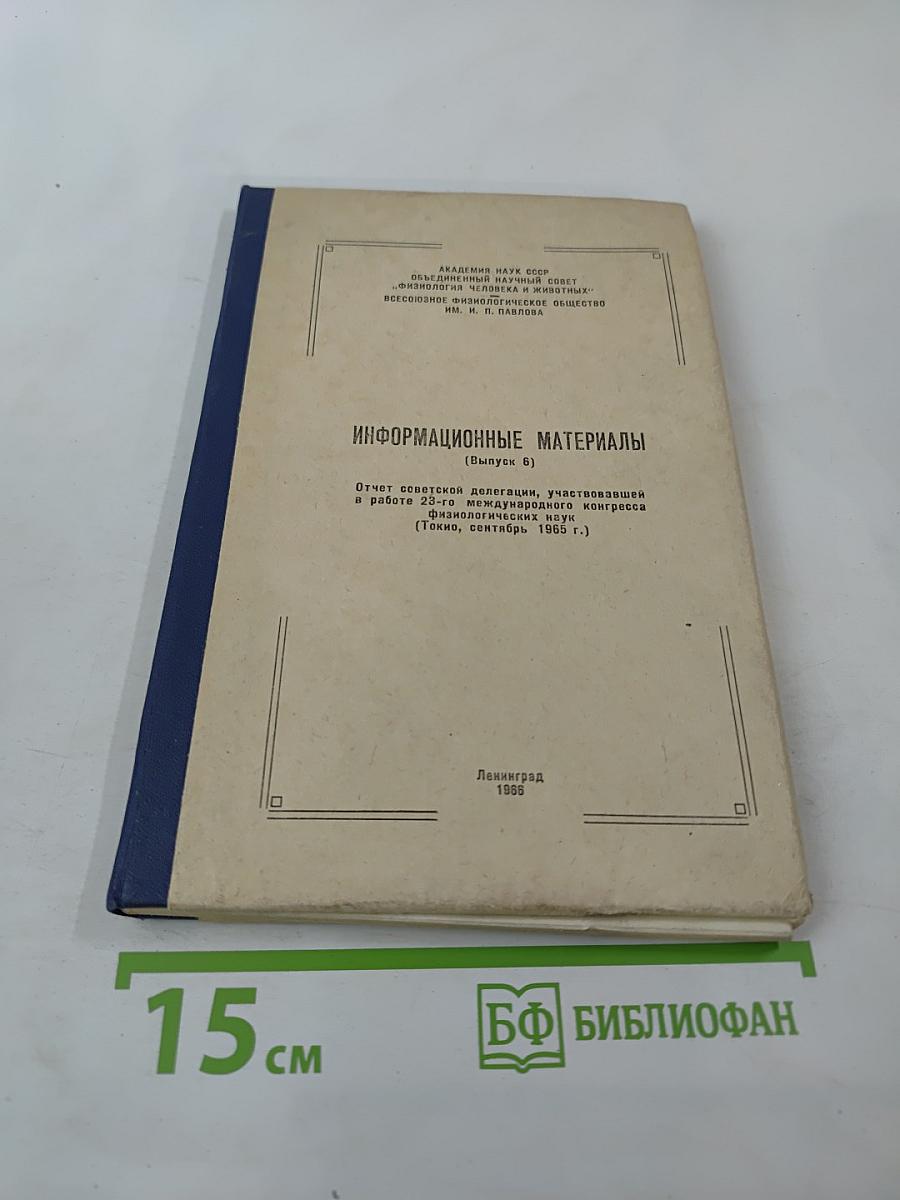 АКАДЕМИЯ НАУК СССР
ОБЪЕДИНЕННЫЙ НАУЧНЫЙ СОВЕТ
„ФИЗИОЛОГИЯ ЧЕЛОВЕКА И ЖИВОТНЫХ“
ВСЕСОЮЗНОЕ ФИЗИОЛОГИЧЕСКОЕ ОБЩЕСТВО
ИМ. И. П. ПАВЛОВА
ИНФОРМАЦИОННЫЕ МАТЕРИАЛЫ
(Выпуск 6)
Отчет советской делегации, участвовавшей
в работе 23-го международного конгресса
физиологических наук
(Токио, сентябрь 1965 г.)
Ленинград
1966
15 см
БФ БИБЛИОФАН